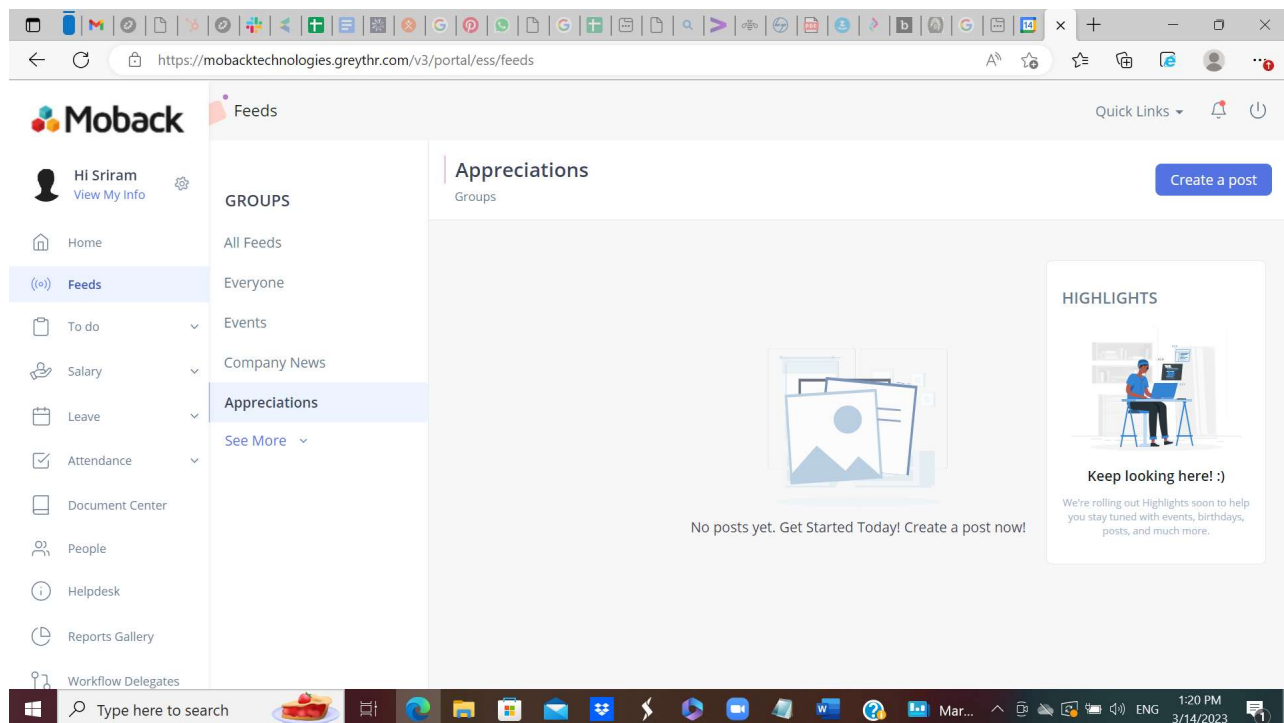 https://mobacktechnologies.greythr.com/v3/portal/ess/feeds
Moback
Feeds
Quick Links
Hi Sriram
View My Info
Home
Feeds
To do
Salary
Leave
Attendance
Document Center
People
Helpdesk
Reports Gallery
Workflow Delegates
GROUPS
All Feeds
Everyone
Events
Company News
Appreciations
See More
Appreciations
Groups
Create a post
No posts yet. Get Started Today! Create a post now!
HIGHLIGHTS
Keep looking here! :)
We're rolling out Highlights soon to help
you stay tuned with events, birthdays,
posts, and much more.
Type here to search
Mar...
ENG
1:20 PM
3/14/2023